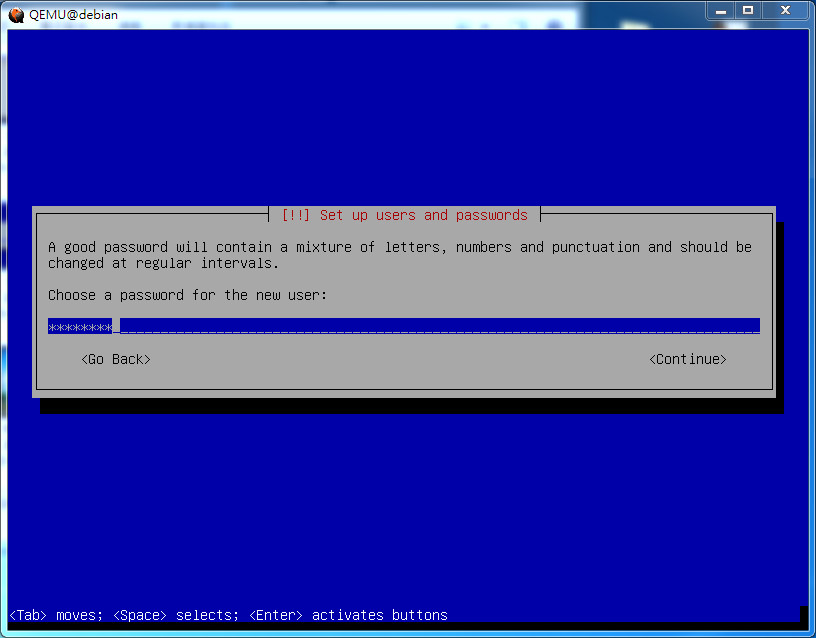 QEMU@debian
[!!] Set up users and passwords
A good password will contain a mixture of letters, numbers and punctuation and should be
changed at regular intervals.
Choose a password for the new user:
********
<Go Back> <Continue>
<Tab> moves; <Space> selects; <Enter> activates buttons